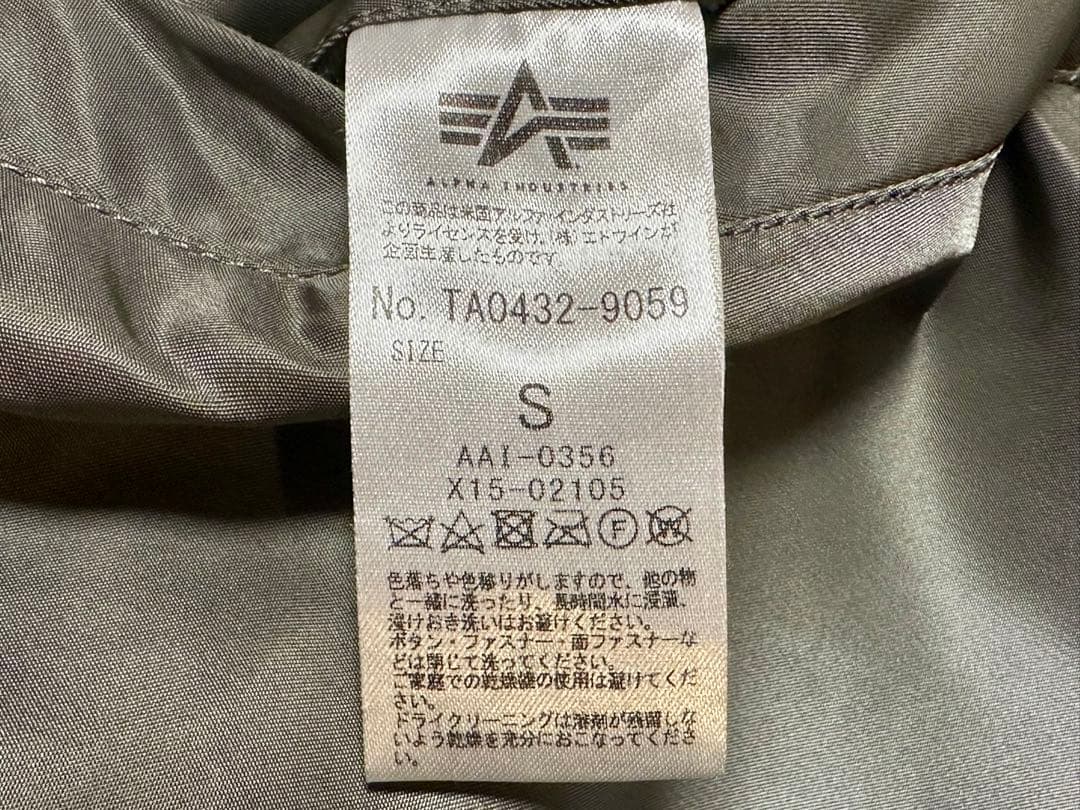 ALPHA INDUSTRIES
この商品は米国アルファ・インダストリーズ社
よりライセンスを受け、(株)エドウインが
企画生産したものです
No. TA0432-9059
SIZE
S
AAI-0356
X15-02105
F
W
色落ちや色移りがしますので、他の物
と一緒に洗ったり、長時間水に浸漬、
浸けおき洗いはお避けください。
ボタン・ファスナー・面ファスナーな
どは閉じて洗ってください。
ご家庭での乾燥機の使用は避けてくだ
さい。
ドライクリーニングは溶剤が残留しな
いよう乾燥を充分におこなってくださ
い。